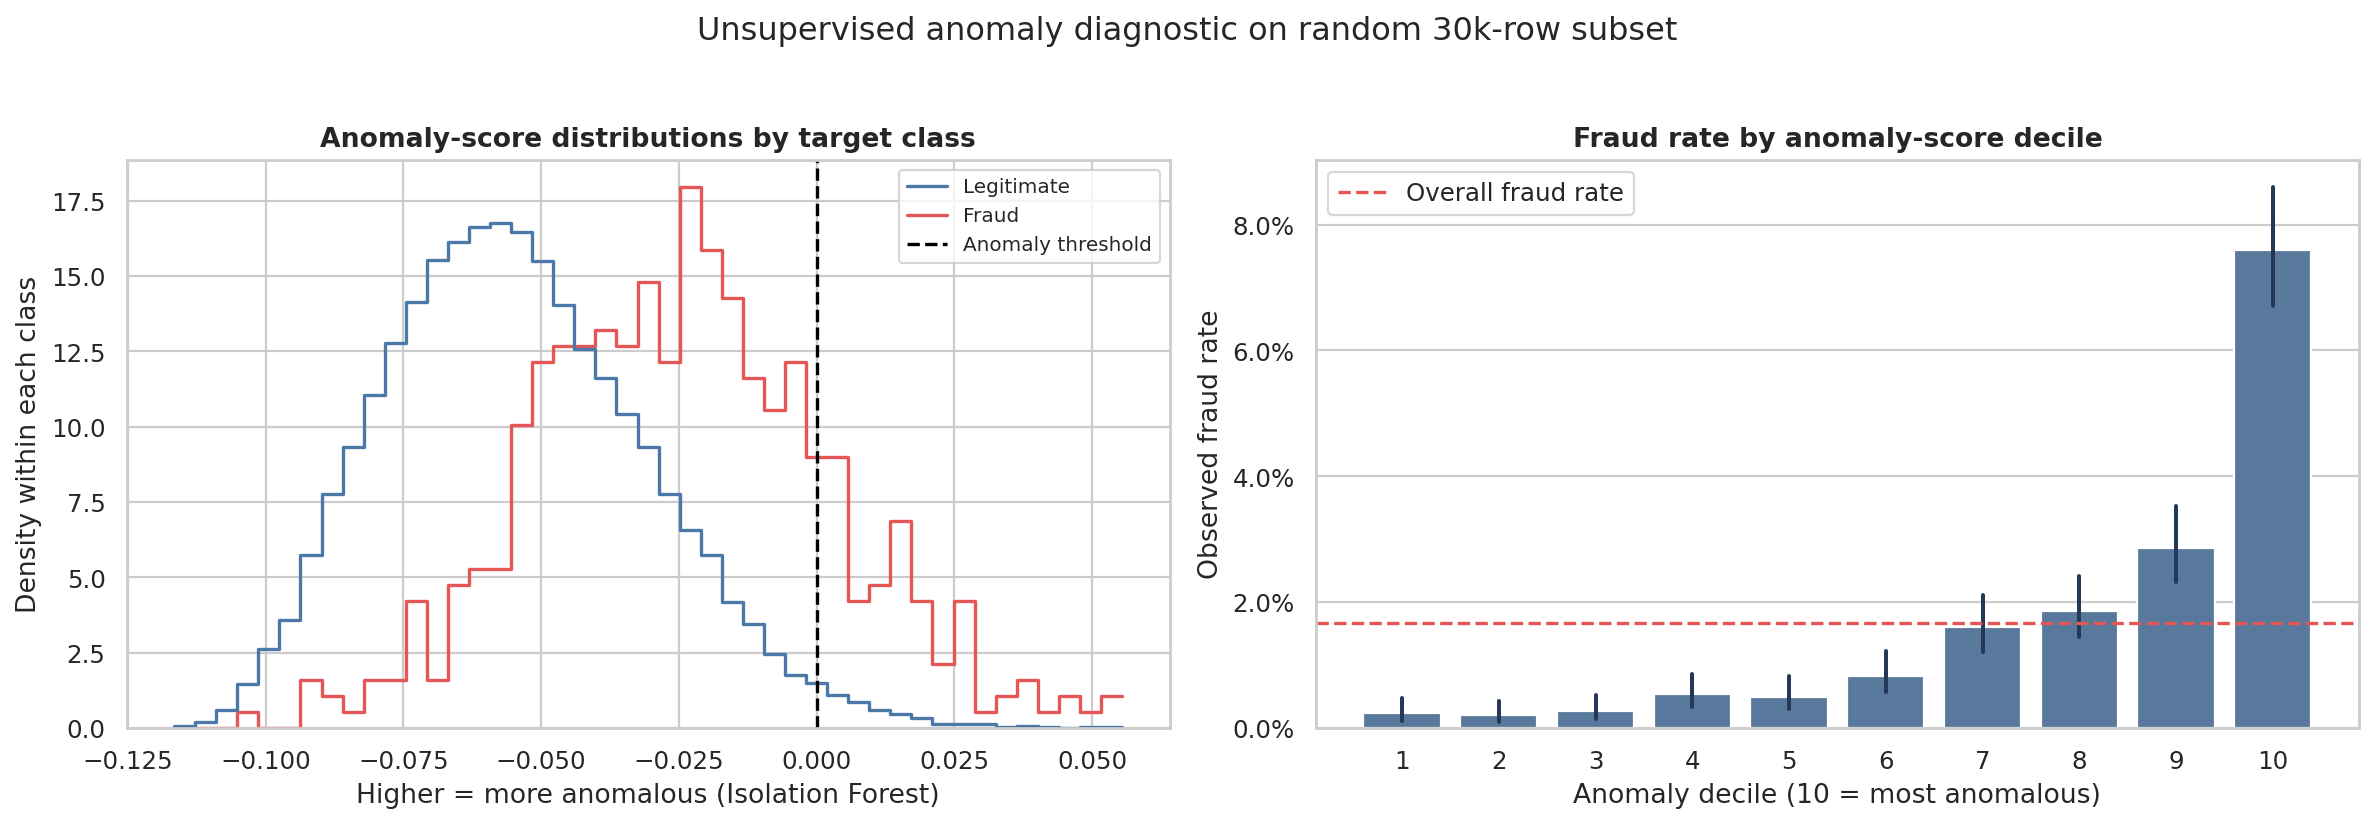 Unsupervised anomaly diagnostic on random 30k-row subset
Anomaly-score distributions by target class
Density within each class
17.5
15.0
12.5
10.0
7.5
5.0
2.5
0.0
Legitimate
Fraud
Anomaly threshold
−0.125
−0.100
−0.075
−0.050
−0.025
0.000
0.025
0.050
Higher = more anomalous (Isolation Forest)
Fraud rate by anomaly-score decile
Observed fraud rate
8.0%
6.0%
4.0%
2.0%
0.0%
Overall fraud rate
1
2
3
4
5
6
7
8
9
10
Anomaly decile (10 = most anomalous)